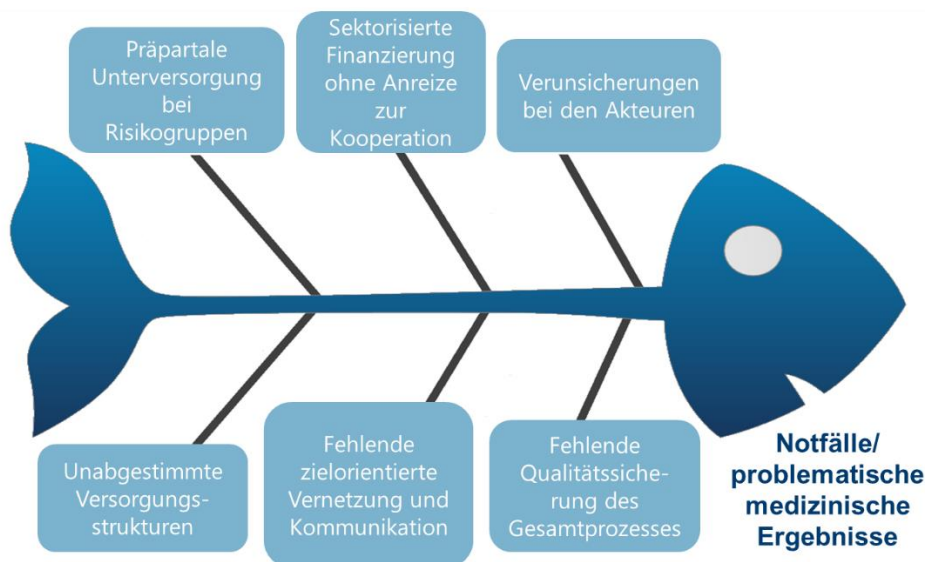 Präpartale
Unterversorgung
bei
Risikogruppen
Sektorisierte
Finanzierung
ohne Anreize
zur
Kooperation
Verunsicherungen
bei den Akteuren
Unabgestimmte
Versorgungs-
strukturen
Fehlende
zielorientierte
Vernetzung und
Kommunikation
Fehlende
Qualitätssiche-
rung des
Gesamtprozesses
Notfälle/
problematische
medizinische
Ergebnisse